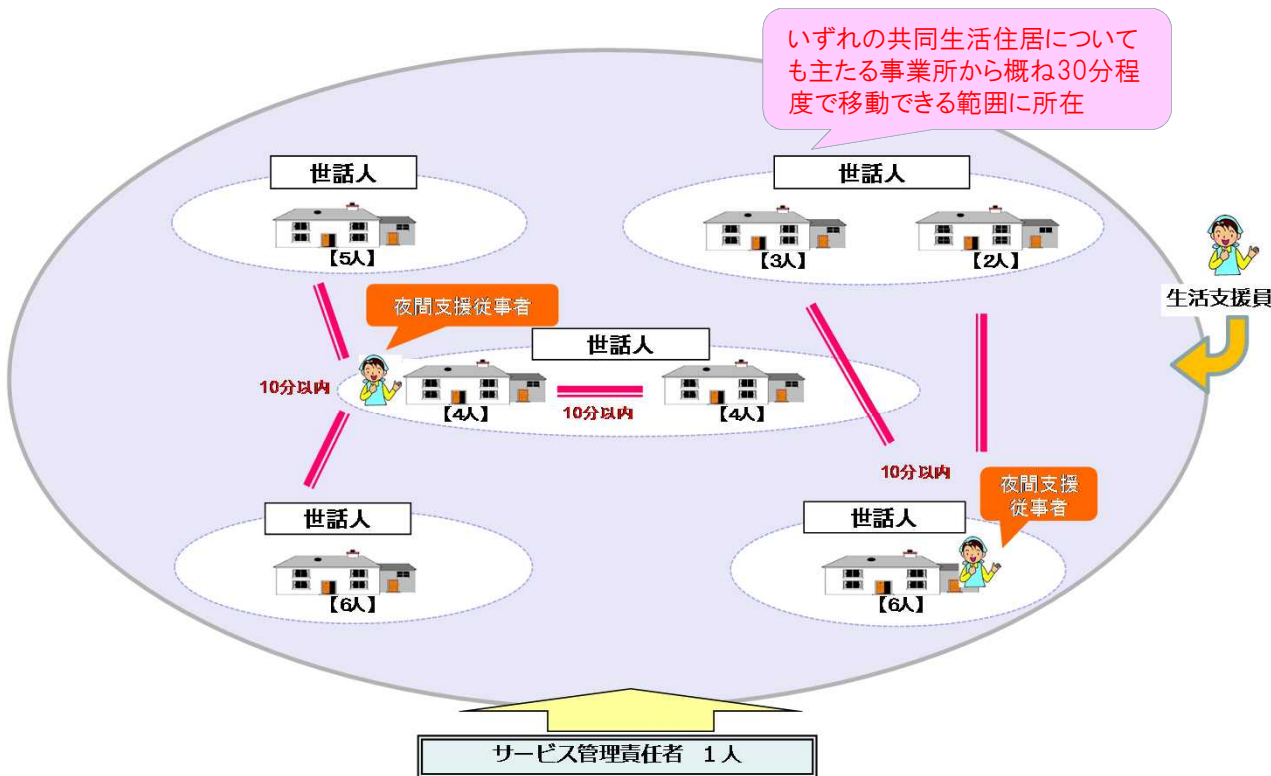 いずれの共同生活住居について
も主たる事業所から概ね30分程
度で移動できる範囲に所在
世話人
世話人
【5人】
【3人】
【2人】
生活支援員
夜間支援従事者
世話人
10分以内
【4人】
10分以内
【4人】
10分以内
夜間支援
従事者
世話人
世話人
【6人】
【6人】
サービス管理責任者 1人